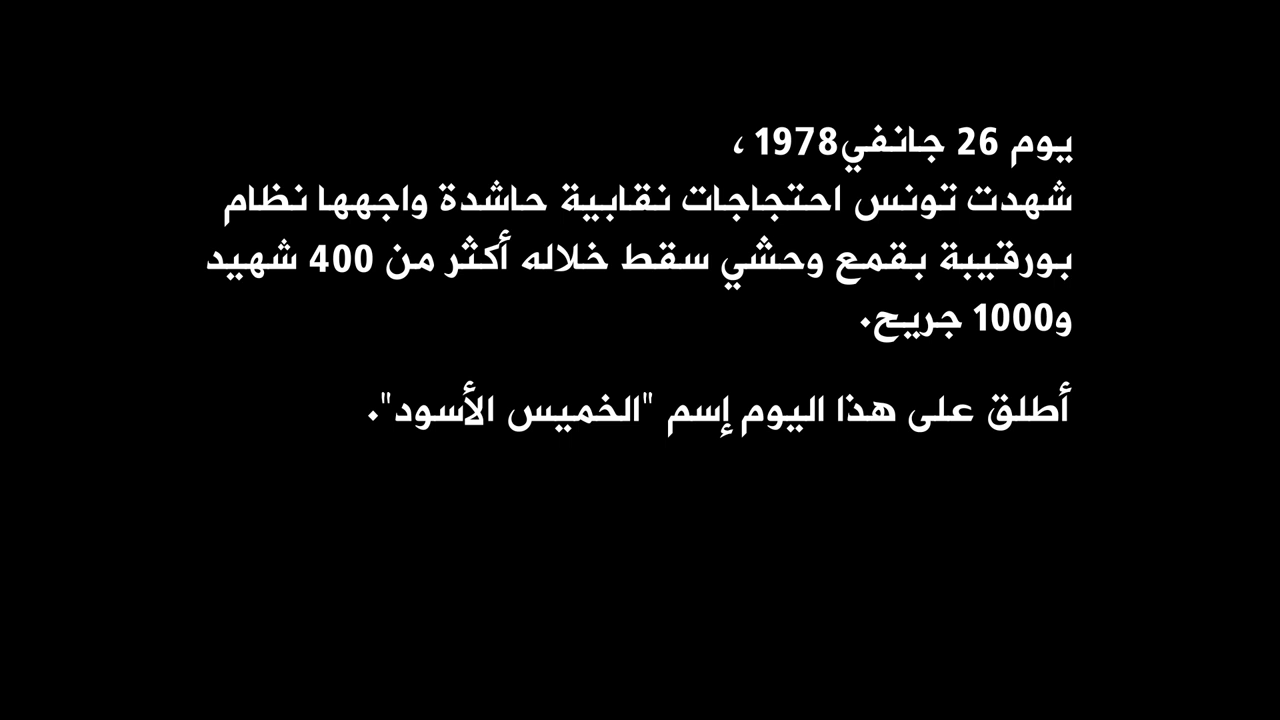 يوم 26 جانفي1978 ،
شهدت تونس احتجاجات نقابية حاشدة واجهها نظام
بورقيبة بقمع وحشي سقط خلاله أكثر من 400 شهيد
و1000 جريح.
أطلق على هذا اليوم إسم "الخميس الأسود".